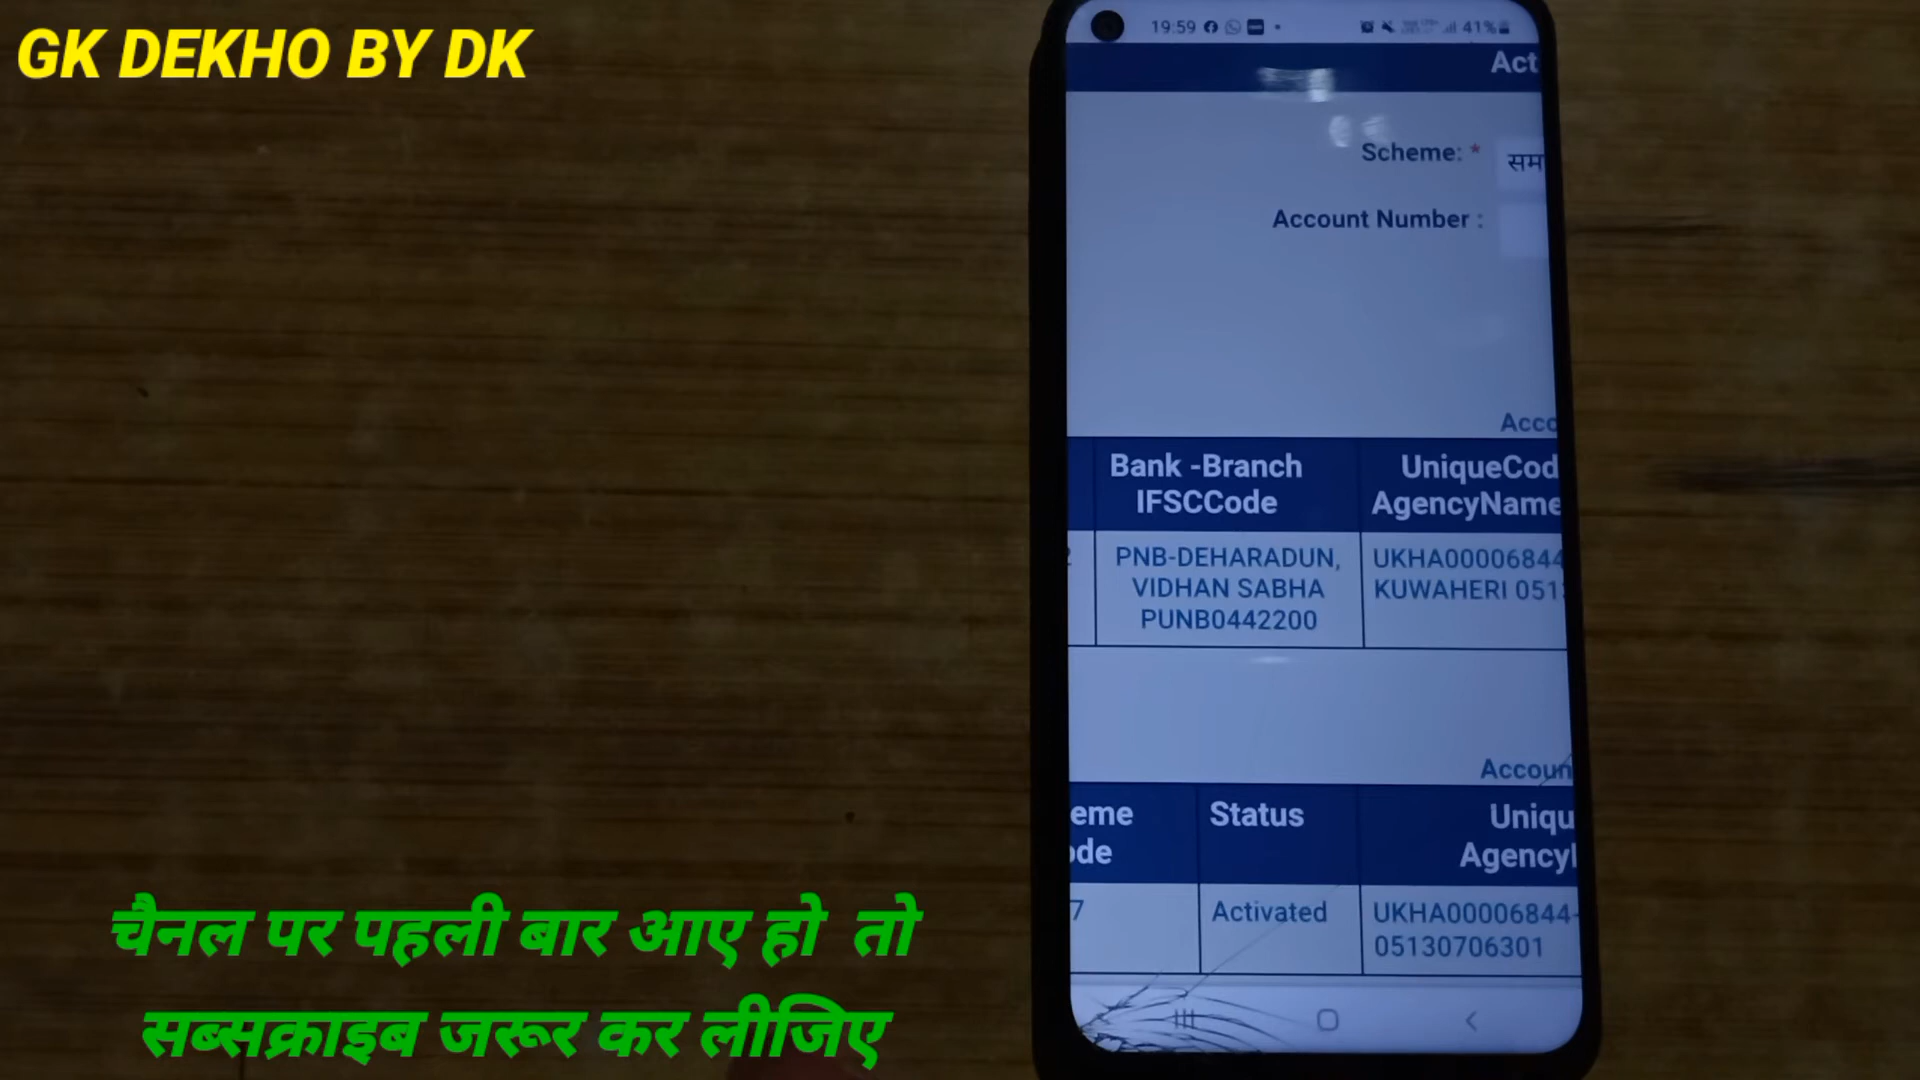 GK DEKHO BY DK
19:59
41%
Act
Scheme: *
सम
Account Number :
Acco
Bank -Branch
IFSCCode
UniqueCod
AgencyName
PNB-DEHARADUN,
VIDHAN SABHA
PUNB0442200
UKHA00006844
KUWAHERI 051
Accoun
eme
ode
Status
Uniqu
Agency
7
Activated
UKHA00006844-
05130706301
चैनल पर पहली बार आए हो तो
सब्सक्राइब जरूर कर लीजिए